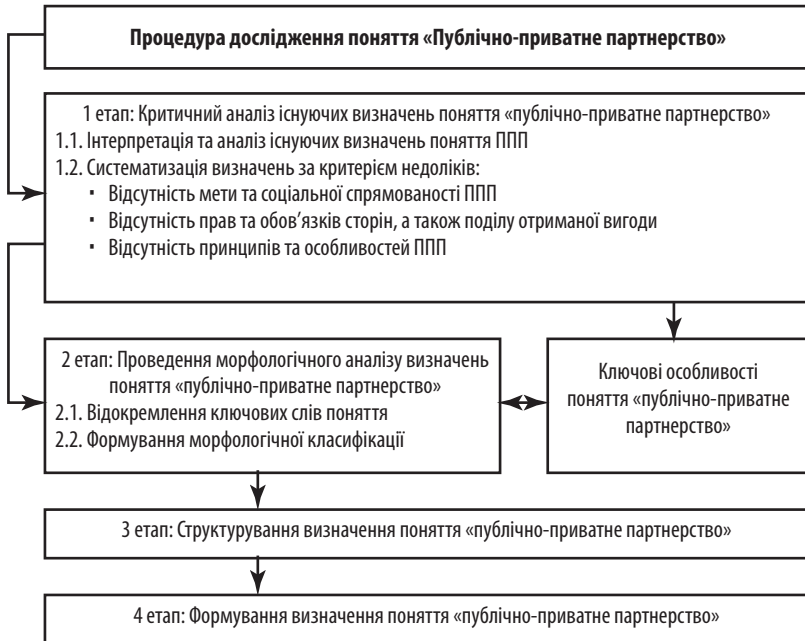 Процедура дослідження поняття «Публічно-приватне партнерство»
1 етап: Критичний аналіз існуючих визначень поняття «публічно-приватне партнерство»
1.1. Інтерпретація та аналіз існуючих визначень поняття ППП
1.2. Систематизація визначень за критерієм недоліків:
▪ Відсутність мети та соціальної спрямованості ППП
▪ Відсутність прав та обов’язків сторін, а також поділу отриманої вигоди
▪ Відсутність принципів та особливостей ППП
2 етап: Проведення морфологічного аналізу визначень
поняття «публічно-приватне партнерство»
2.1. Відокремлення ключових слів поняття
2.2. Формування морфологічної класифікації
Ключові особливості
поняття «публічно-приватне
партнерство»
3 етап: Структурування визначення поняття «публічно-приватне партнерство»
4 етап: Формування визначення поняття «публічно-приватне партнерство»